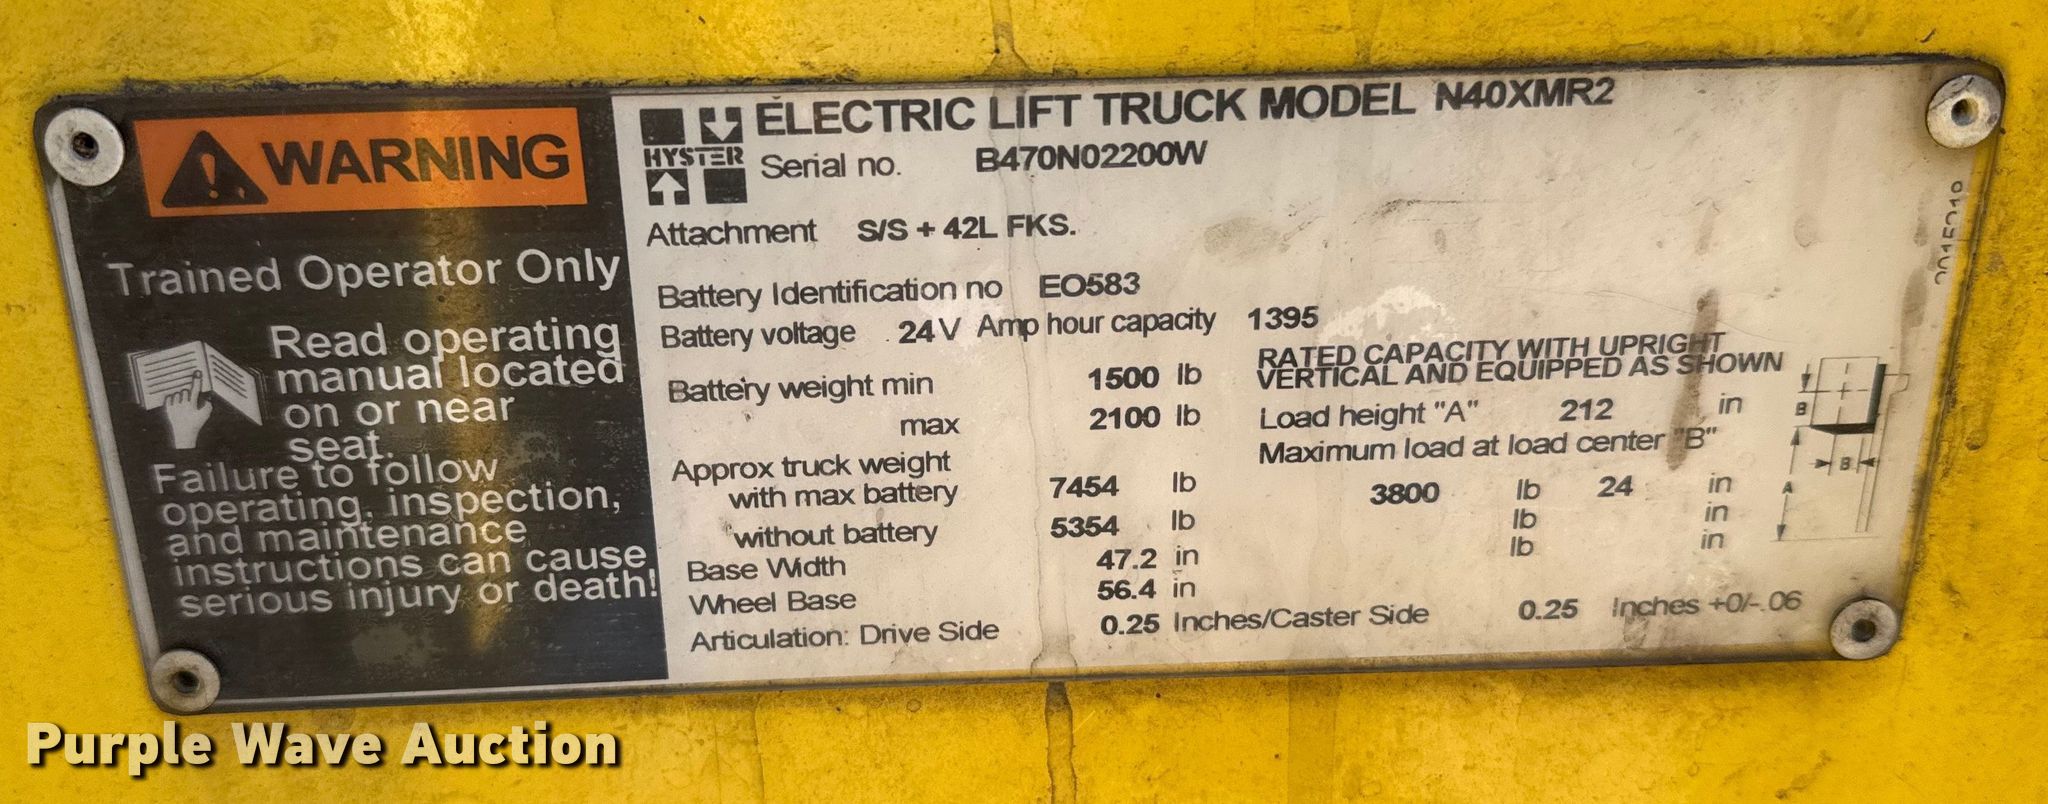 WARNING
Trained Operator Only
Read operating
manual located
on or near
seat.
Failure to follow
operating, inspection,
and maintenance
instructions can cause
serious injury or death!
HYSTER
ELECTRIC LIFT TRUCK MODEL N40XMR2
Serial no. B470N02200W
Attachment S/S + 42L FKS.
Battery Identification no EO583
Battery voltage 24 V Amp hour capacity 1395
Battery weight min 1500 lb
max 2100 lb
Approx truck weight
with max battery 7454 lb
without battery 5354 lb
Base Width 47.2 in
Wheel Base 56.4 in
Articulation: Drive Side 0.25 Inches/Caster Side 0.25 Inches +0/-.06
RATED CAPACITY WITH UPRIGHT
VERTICAL AND EQUIPPED AS SHOWN
Load height "A" 212 in
Maximum load at load center "B"
3800 lb 24 in
lb in
lb in
B
B
A
Purple Wave Auction